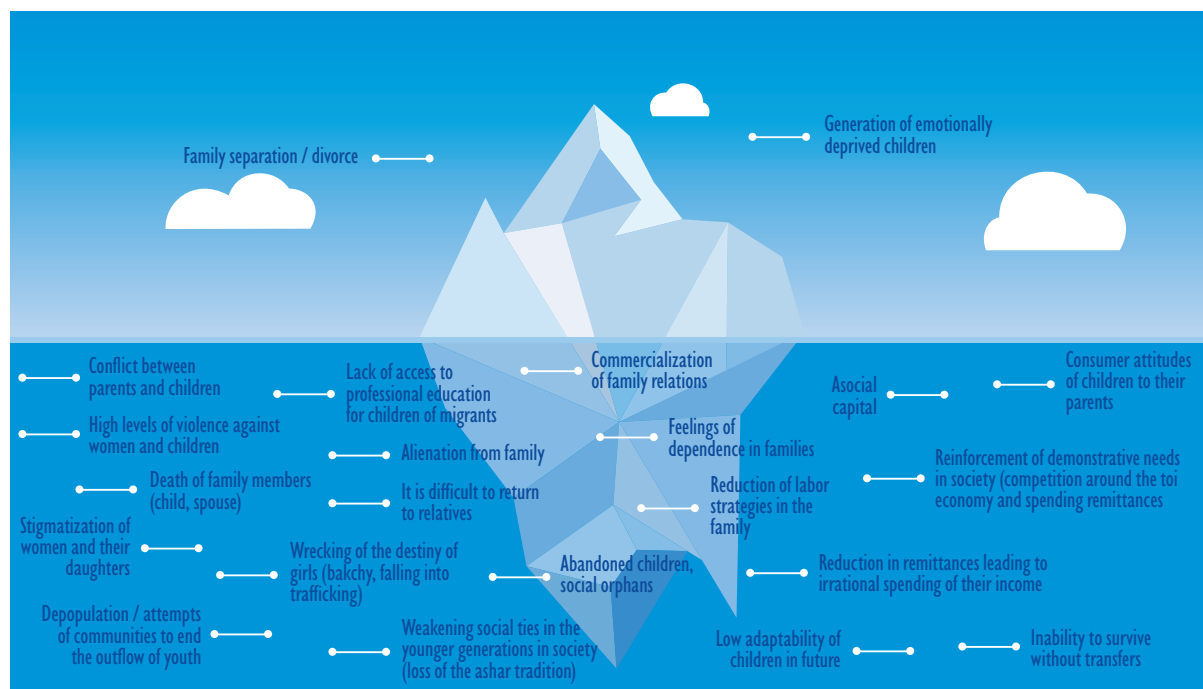 Family separation / divorce
Generation of emotionally
deprived children
Conflict between
parents and children
Lack of access to
professional education
for children of migrants
Commercialization
of family relations
Asocial
capital
Consumer attitudes
of children to their
parents
High levels of violence against
women and children
Alienation from family
Feelings of
dependence in families
Reinforcement of demonstrative needs
in society (competition around the toi
economy and spending remittances
Death of family members
(child, spouse)
It is difficult to return
to relatives
Reduction of labor
strategies in the
family
Stigmatization of
women and their
daughters
Wrecking of the destiny of
girls (bakchy, falling into
trafficking)
Abandoned children,
social orphans
Reduction in remittances leading to
irrational spending of their income
Depopulation / attempts
of communities to end
the outflow of youth
Weakening social ties in the
younger generations in society
(loss of the ashar tradition)
Low adaptability of
children in future
Inability to survive
without transfers